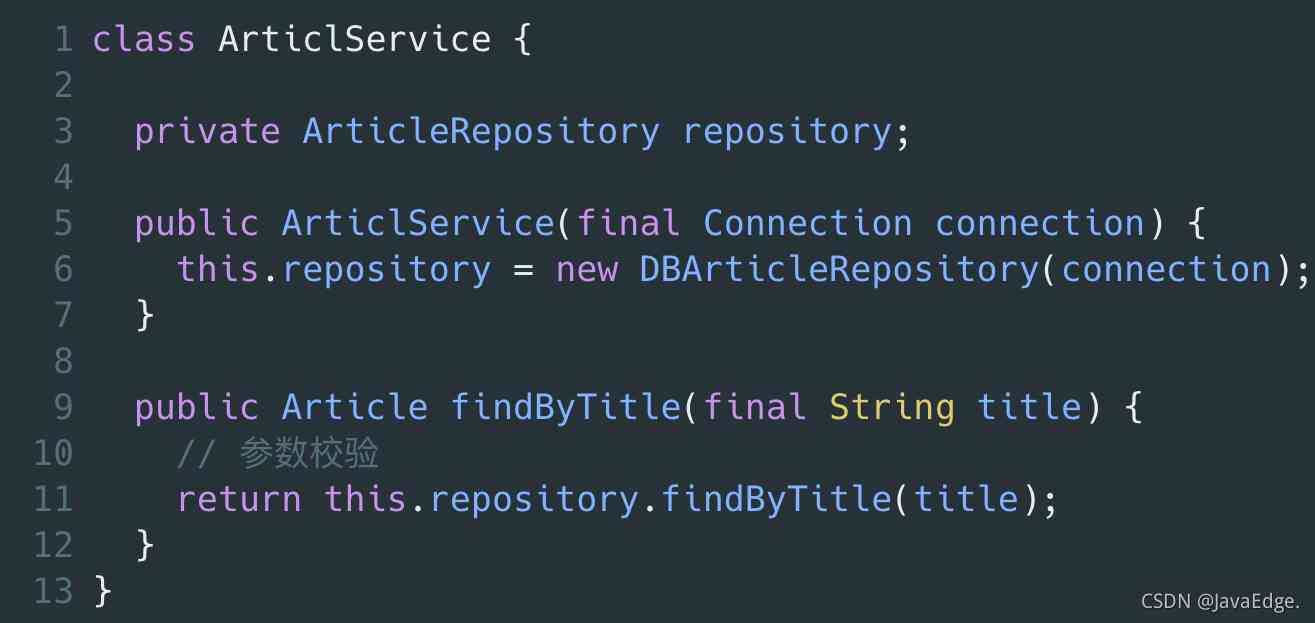 1 class ArticlService {
2
3   private ArticleRepository repository;
4
5   public ArticlService(final Connection connection) {
6     this.repository = new DBArticleRepository(connection);
7   }
8
9   public Article findByTitle(final String title) {
10     // 参数校验
11     return this.repository.findByTitle(title);
12   }
13 }
CSDN @JavaEdge.